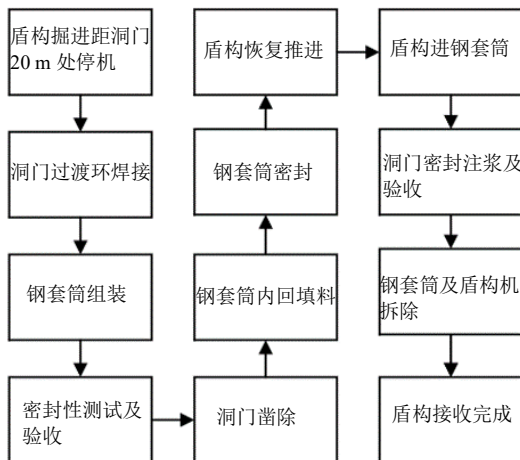 盾构掘进距洞门
20 m 处停机
洞门过渡环焊接
钢套筒组装
密封性测试及
验收
洞门凿除
钢套筒内回填料
钢套筒密封
盾构恢复推进
盾构进钢套筒
洞门密封注浆及
验收
钢套筒及盾构机
拆除
盾构接收完成